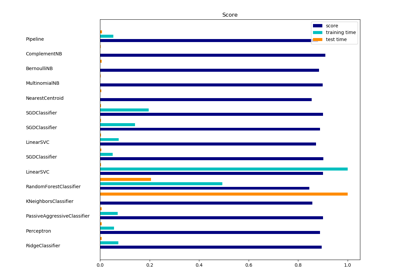 Score
score
training time
test time
Pipeline
ComplementNB
BernoulliNB
MultinomialNB
NearestCentroid
SGDClassifier
SGDClassifier
LinearSVC
SGDClassifier
LinearSVC
RandomForestClassifier
KNeighborsClassifier
PassiveAggressiveClassifier
Perceptron
RidgeClassifier
0.0 0.2 0.4 0.6 0.8 1.0